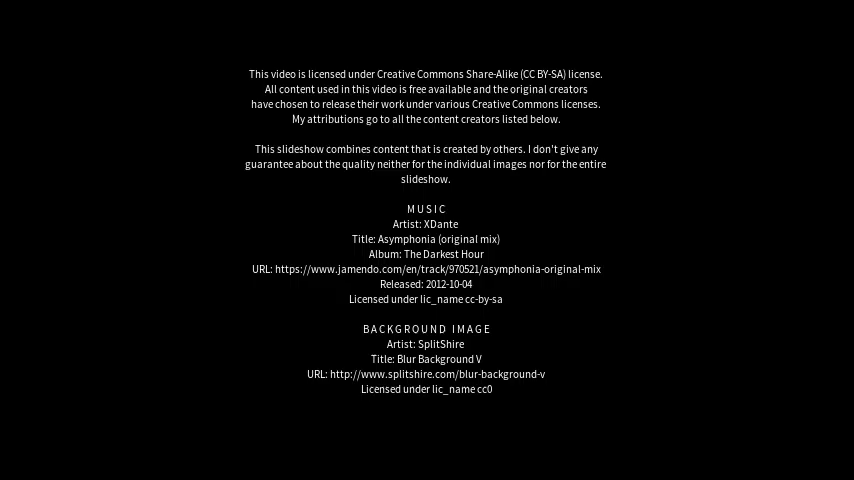 This video is licensed under Creative Commons Share-Alike (CC BY-SA) license.
All content used in this video is free available and the original creators
have chosen to release their work under various Creative Commons licenses.
My attributions go to all the content creators listed below.
This slideshow combines content that is created by others. I don't give any
guarantee about the quality neither for the individual images nor for the entire
slideshow.
MUSIC
Artist: XDante
Title: Asymphonia (original mix)
Album: The Darkest Hour
URL: https://www.jamendo.com/en/track/970521/asymphonia-original-mix
Released: 2012-10-04
Licensed under lic_name cc-by-sa
BACKGROUND IMAGE
Artist: SplitShire
Title: Blur Background V
URL: http://www.splitshire.com/blur-background-v
Licensed under lic_name cc0